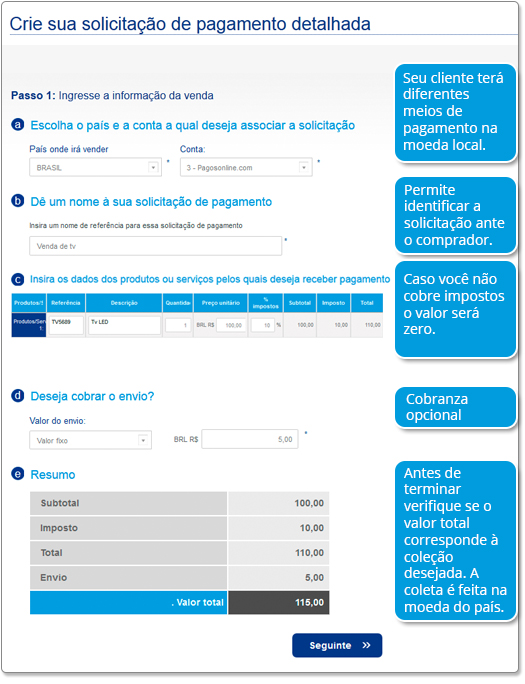 Crie sua solicitação de pagamento detalhada
Passo 1: Ingresse a informação da venda
a Escolha o país e a conta a qual deseja associar a solicitação
País onde irá vender
Conta:
BRASIL *
3 - Pagosonline.com *
Seu cliente terá
diferentes
meios de
pagamento na
moeda local.
b Dê um nome à sua solicitação de pagamento
Insira um nome de referência para essa solicitação de pagamento
Venda de tv *
Permite
identificar a
solicitação ante
o comprador.
c Insira os dados dos produtos ou serviços pelos quais deseja receber pagamento
Produtos/S Referência Descrição Quantidade Preço unitário % impostos Subtotal Imposto Total
Produtos/Serv 1: TV5689 Tv LED 1 BRL R$ 100,00 10 % 100,00 10,00 110,00
Caso você não
cobre impostos
o valor será
zero.
d Deseja cobrar o envio?
Valor do envio:
Valor fixo BRL R$ 5,00 *
Cobranza
opcional
e Resumo
Subtotal 100,00
Imposto 10,00
Total 110,00
Envio 5,00
. Valor total 115,00
Antes de
terminar
verifique se o
valor total
corresponde à
coleção
desejada. A
coleta é feita na
moeda do país.
Seguinte »